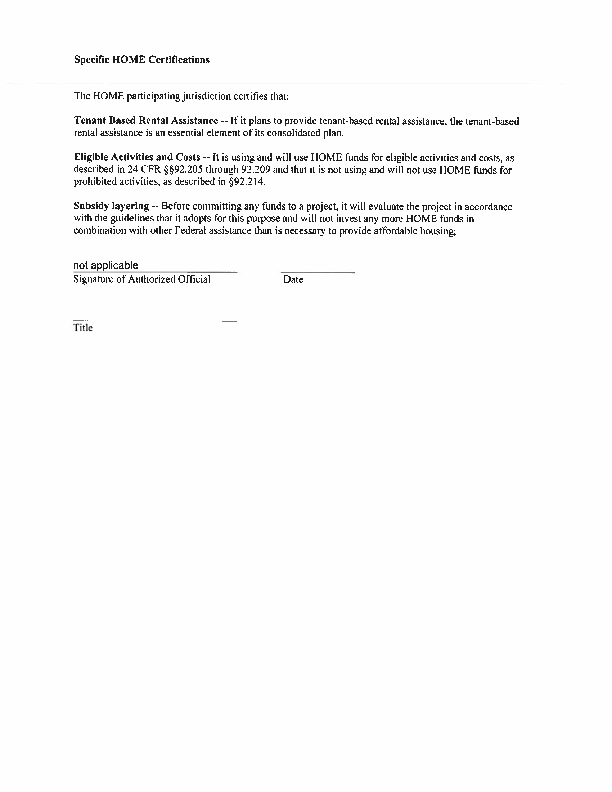 Specific HOME Certifications
The HOME participating jurisdiction certifies that:
Tenant Based Rental Assistance -- If it plans to provide tenant-based rental assistance, the tenant-based
rental assistance is an essential element of its consolidated plan.
Eligible Activities and Costs -- It is using and will use HOME funds for eligible activities and costs, as
described in 24 CFR §§92.205 through 92.209 and that it is not using and will not use HOME funds for
prohibited activities, as described in §92.214.
Subsidy layering -- Before committing any funds to a project, it will evaluate the project in accordance
with the guidelines that it adopts for this purpose and will not invest any more HOME funds in
combination with other Federal assistance than is necessary to provide affordable housing;
not applicable
Signature of Authorized Official Date
Title